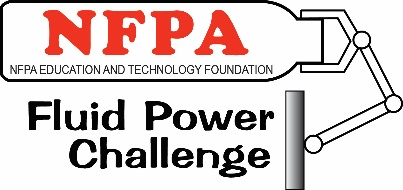 NFPA
NFPA EDUCATION AND TECHNOLOGY FOUNDATION
Fluid Power
Challenge